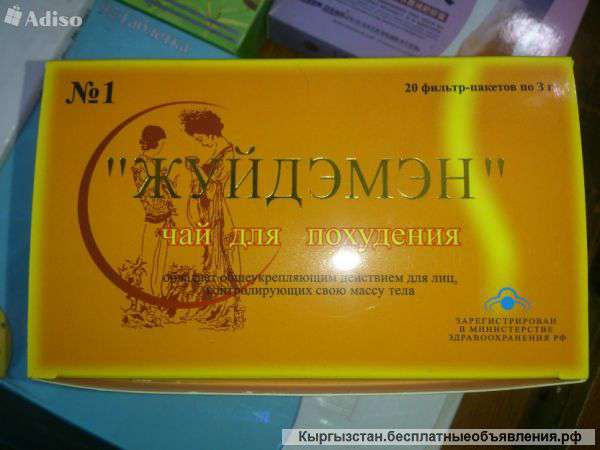 Adiso
Таблетка
№1
20 фильтр-пакетов по 3 г
"ЖУЙДЭМЭН"
чай для похудения
обладает общеукрепляющим действием для лиц,
контролирующих свою массу тела
ЗАРЕГИСТРИРОВАН
В МИНИСТЕРСТВЕ
ЗДРАВООХРАНЕНИЯ РФ
Кыргызстан.бесплатныеобъявления.рф